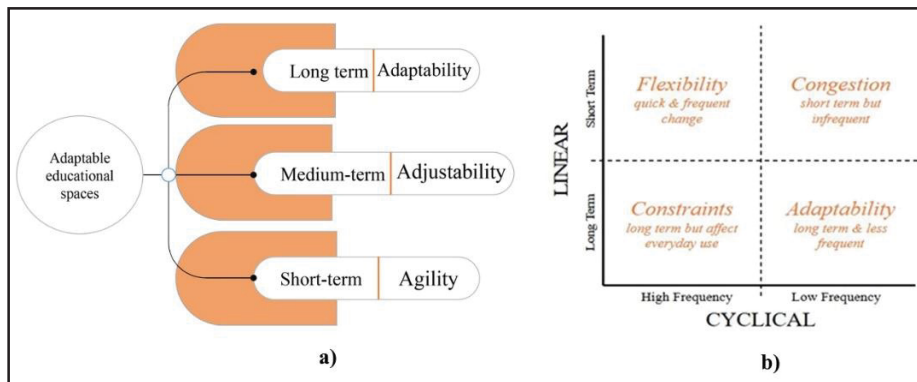 Adaptable
educational
spaces
Long term
Adaptability
Medium-term
Adjustability
Short-term
Agility
a)
LINEAR
Short Term
Long Term
Flexibility
quick & frequent
change
Congestion
short term but
infrequent
Constraints
long term but affect
everyday use
Adaptability
long term & less
frequent
High Frequency
Low Frequency
CYCLICAL
b)